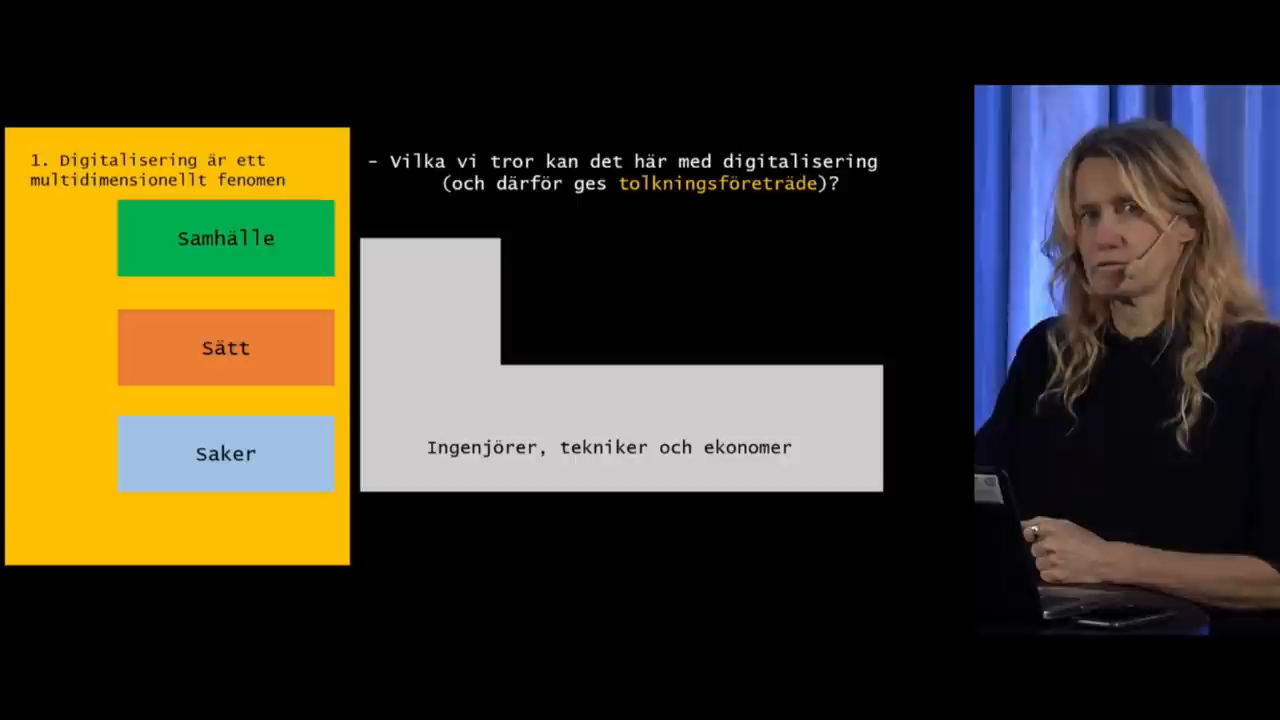 1. Digitalisering är ett
multidimensionellt fenomen
Samhälle
Sätt
Saker
- Vilka vi tror kan det här med digitalisering
(och därför ges tolkningsföreträde)?
Ingenjörer, tekniker och ekonomer